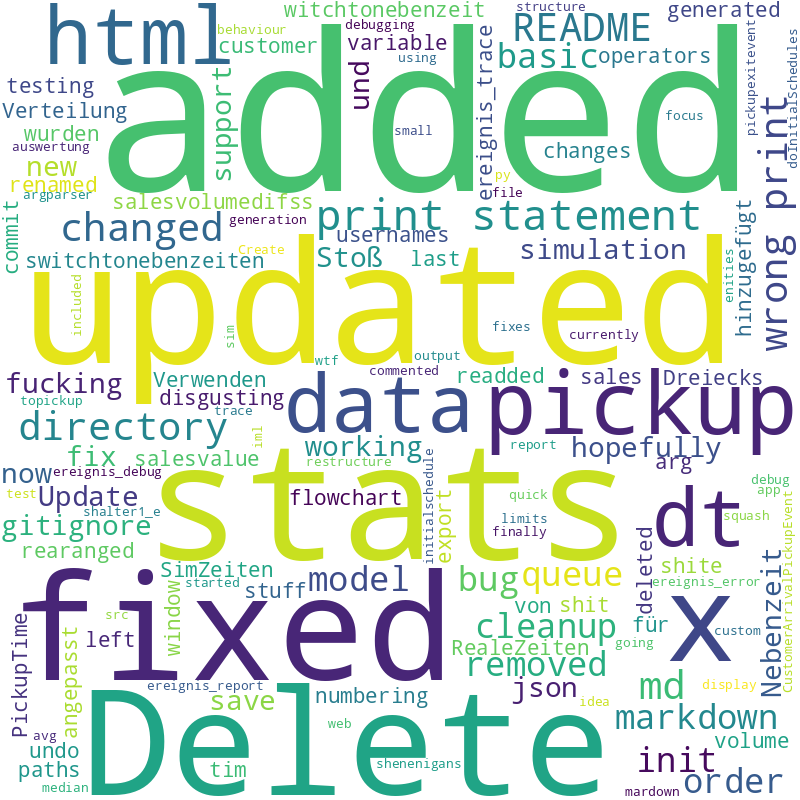 html
added
witchtonebenzeit
debugging
behaviour
customer
variable
structure
using
README
basic
operators
generated
testing
Verteilung
wurden
auswertung
new
renamed
argparser
support
und
small
ereignis_trace
focus
changes
pickupexitevent
doInitialSchedules
py
file
salesvolumedifss
generation
commit
changed
print statement
wrong print
hinzugefügt
usernames
Create
switchtonebenzeiten
Stoß
last
simulation
enities
updated
included
sim
fixes
currently
wtf
output
commented
fucking
Verwenden
disgusting
readded
sales
Dreiecks
topickup
trace
data
pickup
directory
working
report
hopefully
fix
salesvalue
iml
restructure
arg
now
ereignis_debug
stats
test
Update
shalter1_e
flowchart
initialschedule
export
quick
limits
finally
dt
debug
app
squash
gitignore
rearranged
SimZeiten
started
stuff
model
bug
queue
deleted
shite
ereignis_error
Nebenzeit
CustomerArrivalPickupEvent
fixed
x
PickupTime
angepasst
src
left
window
von
shit
cleanup
für
custom
RealeZeiten
going
removed
ereignis_report
save
numbering
json
idea
md
display
avg
undo
paths
median
tim
Delete
web
shenenigans
markdown
volume
init
order
mardown